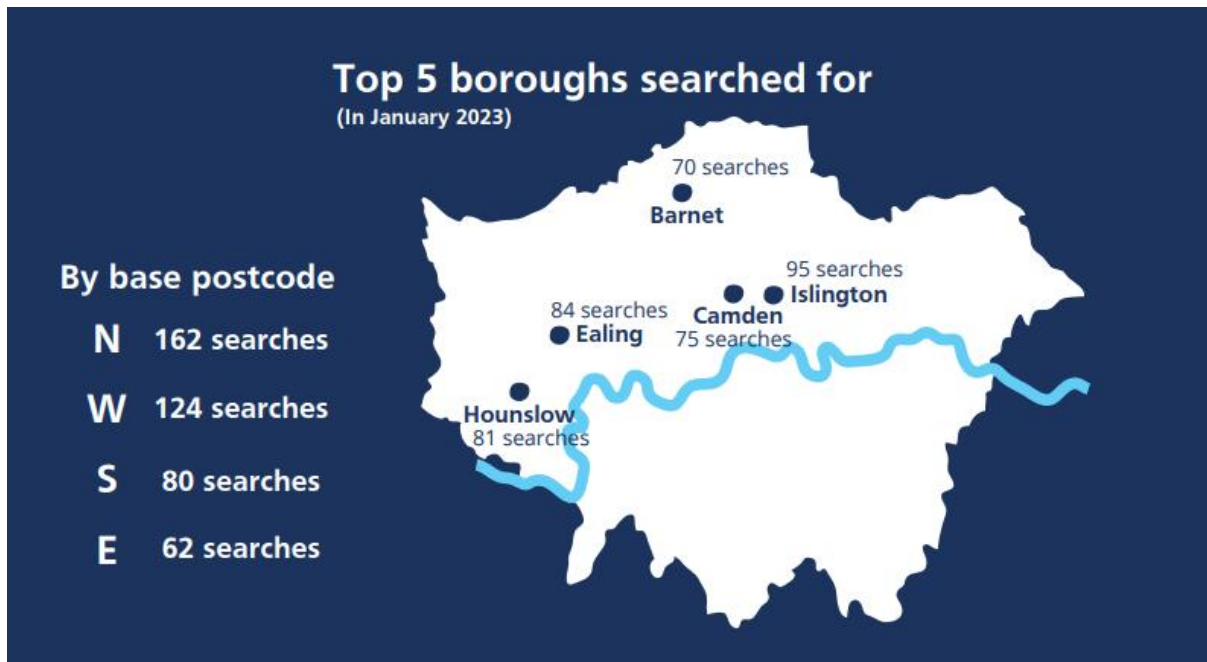 Top 5 boroughs searched for
(In January 2023)
70 searches
Barnet
95 searches
Islington
Camden
75 searches
84 searches
Ealing
Hounslow
81 searches
By base postcode
N 162 searches
W 124 searches
S 80 searches
E 62 searches